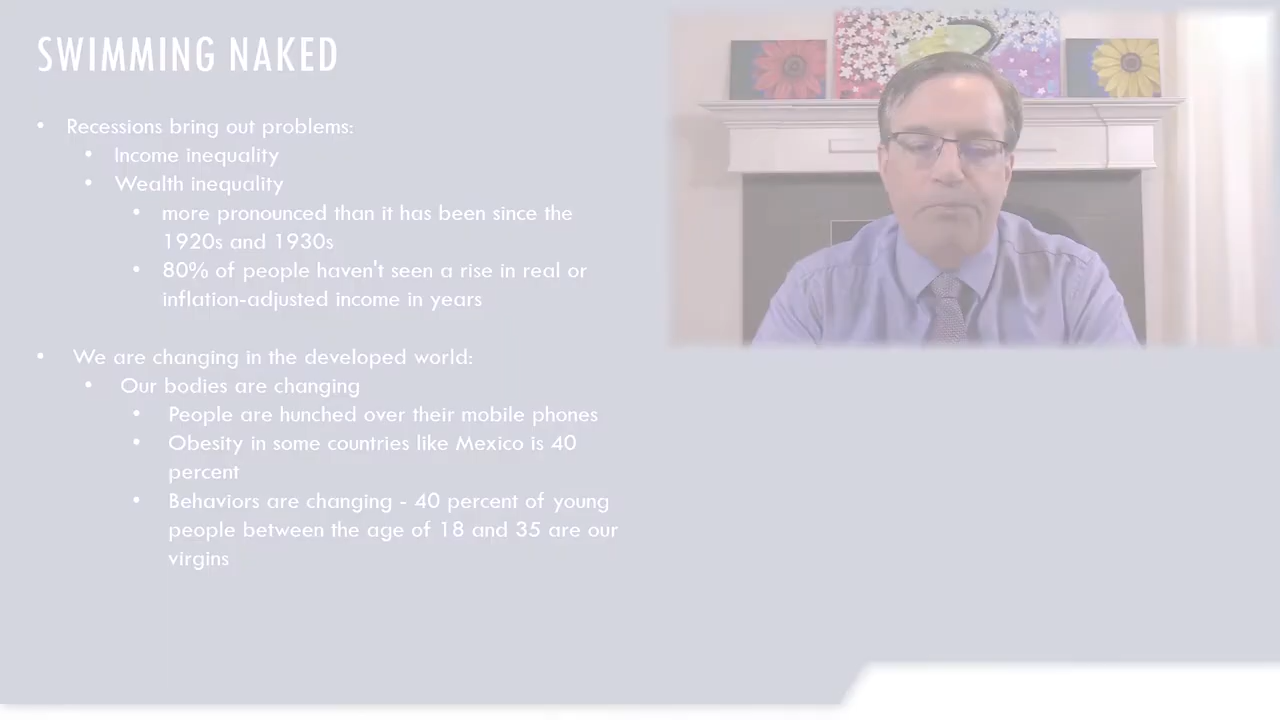 SWIMMING NAKED
• Recessions bring out problems:
• Income inequality
• Wealth inequality
• more pronounced than it has been since the
1920s and 1930s
• 80% of people haven't seen a rise in real or
inflation-adjusted income in years
• We are changing in the developed world:
• Our bodies are changing
• People are hunched over their mobile phones
• Obesity in some countries like Mexico is 40
percent
• Behaviors are changing - 40 percent of young
people between the age of 18 and 35 are our
virgins